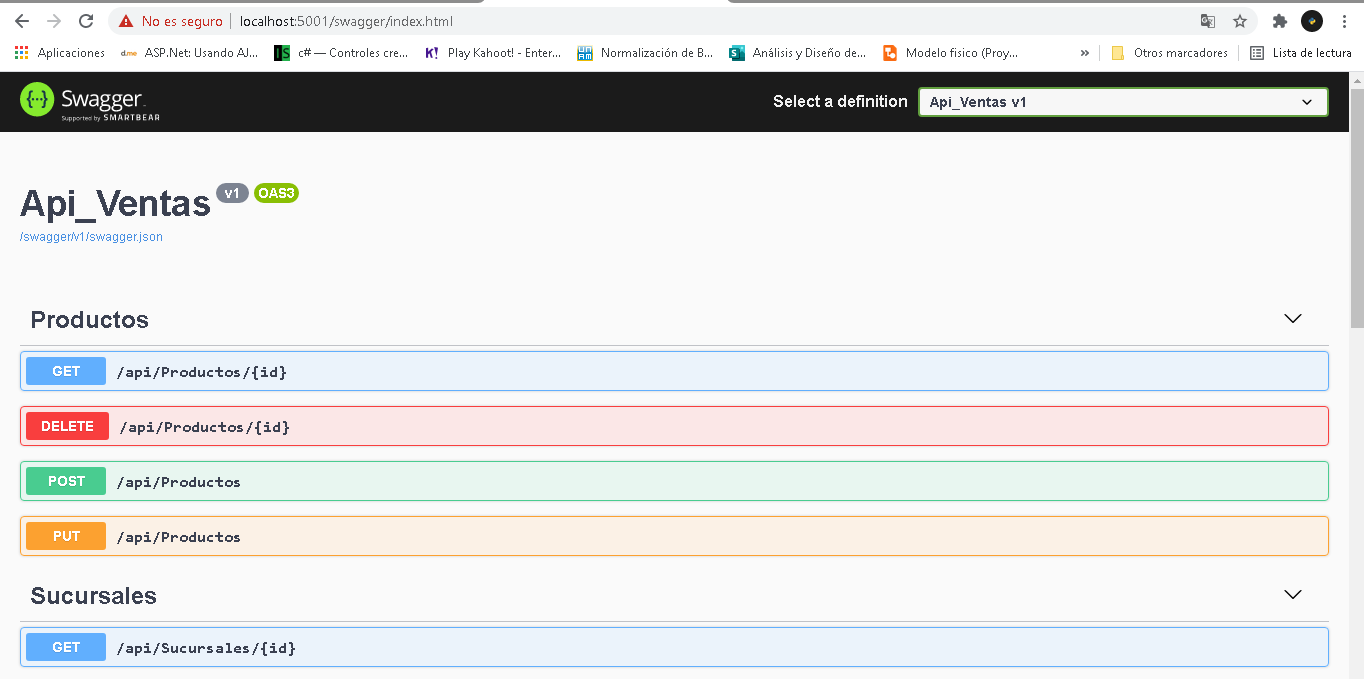 No es seguro localhost:5001/swagger/index.html
Aplicaciones d.me ASP.Net: Usando AJ... c# — Controles cre... K! Play Kahoot! - Enter... Normalización de B... Análisis y Diseño de... Modelo fisico (Proy... » Otros marcadores Lista de lectura
{··} Swagger Select a definition Api_Ventas v1
Supported by SMARTBEAR
Api_Ventas v1 OAS3
/swagger/v1/swagger.json
Productos
GET /api/Productos/{id}
DELETE /api/Productos/{id}
POST /api/Productos
PUT /api/Productos
Sucursales
GET /api/Sucursales/{id}